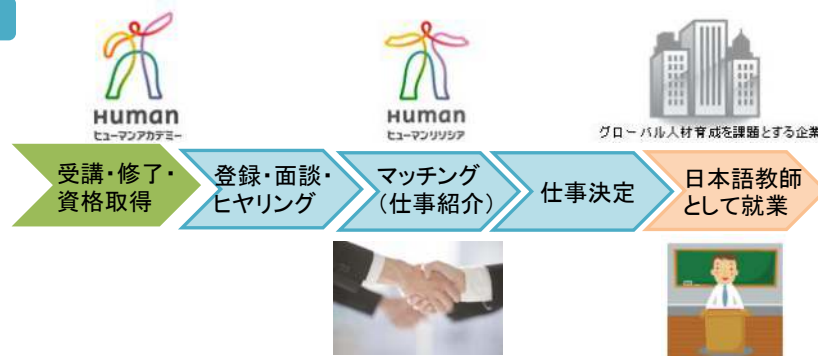 Human
ヒューマンアカデミー
Human
ヒューマンリソシア
グローバル人材育成を課題とする企業
受講・修了・
資格取得
登録・面談・
ヒヤリング
マッチング
（仕事紹介）
仕事決定
日本語教師
として就業